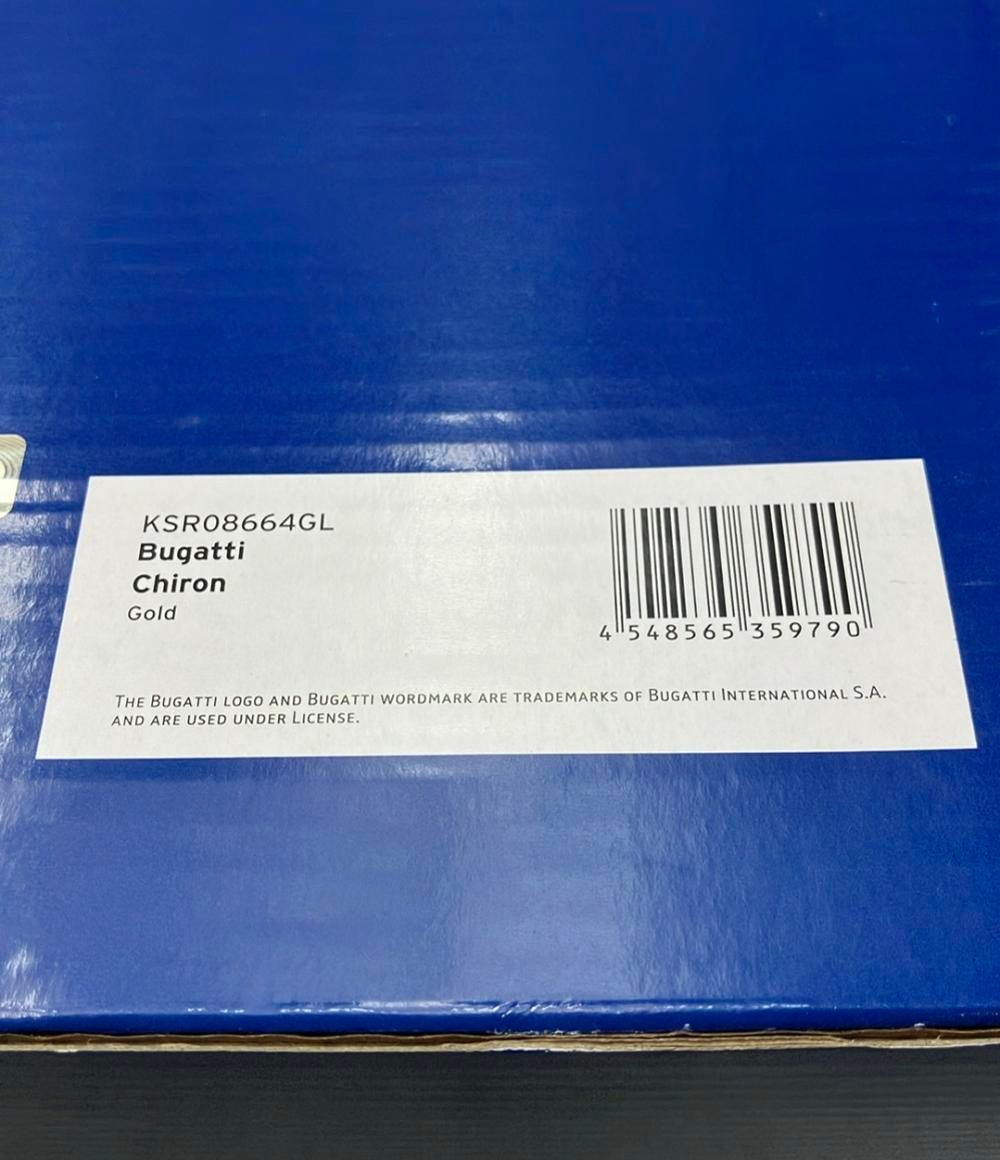 KSR08664GL
Bugatti
Chiron
Gold
4 548565 359790
THE BUGATTI LOGO AND BUGATTI WORDMARK ARE TRADEMARKS OF BUGATTI INTERNATIONAL S.A.
AND ARE USED UNDER LICENSE.